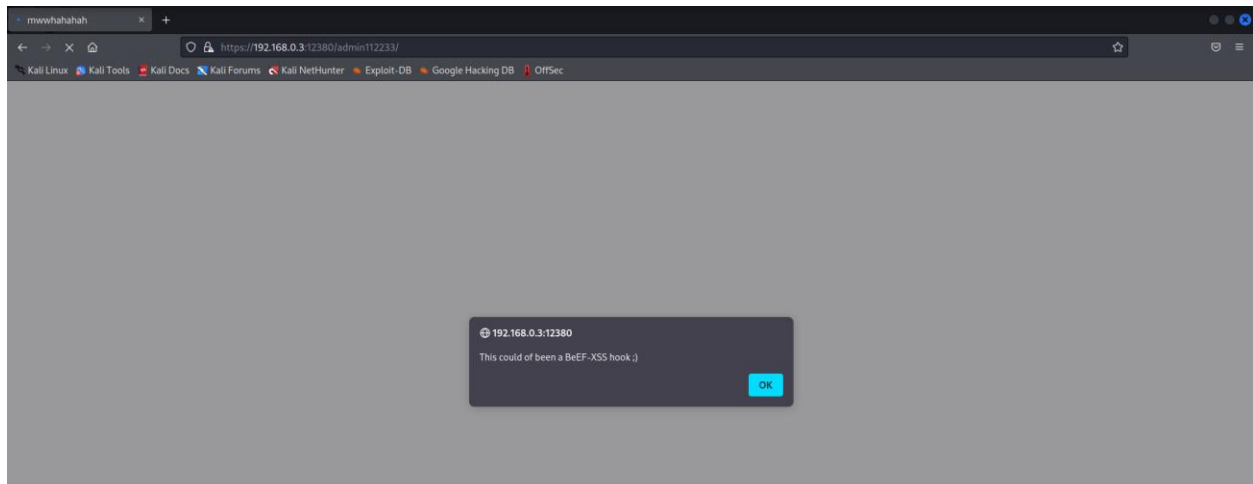 mwwhahahah
https://192.168.0.3:12380/admin112233/
Kali Linux Kali Tools Kali Docs Kali Forums Kali NetHunter Exploit-DB Google Hacking DB OffSec
192.168.0.3:12380
This could of been a BeEF-XSS hook ;)
OK